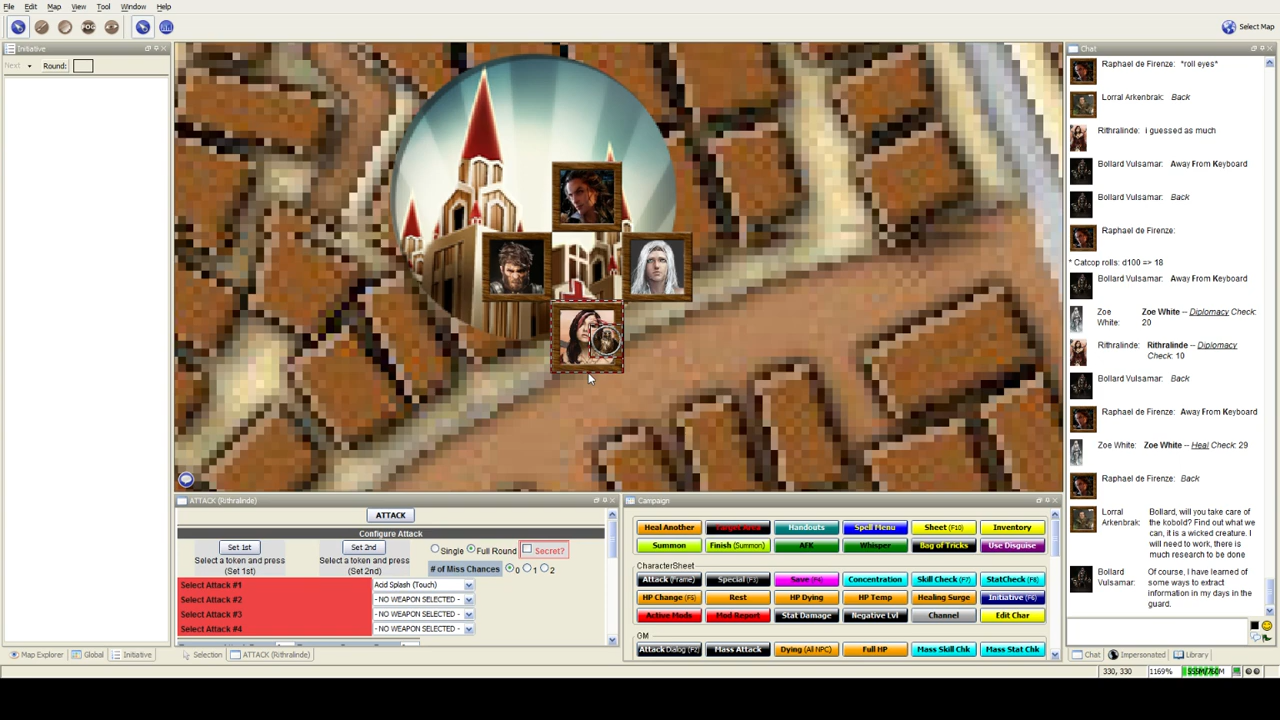 File Edit Map View Tool Window Help
FOG
Select Map
Initiative
Next Round:
Chat
Raphael de Firenze: *roll eyes*
Lorral Arkenbrak: Back
Rithralinde: i guessed as much
Bollard Vulsamar: Away From Keyboard
Bollard Vulsamar: Back
Raphael de Firenze:
* Catcop rolls: d100 => 18
Bollard Vulsamar: Away From Keyboard
Zoe Zoe White -- Diplomacy Check:
White: 20
Rithralinde: Rithralinde -- Diplomacy
Check: 10
Bollard Vulsamar: Back
Raphael de Firenze: Away From Keyboard
Zoe White: Zoe White -- Heal Check: 29
Raphael de Firenze: Back
Lorral Bollard, will you take care
Arkenbrak: of the kobold? Find out what we
can, it is a wicked creature. I
will need to work, there is
much research to be done
Bollard Of course, I have learned of
Vulsamar: some ways to extract
information in my days in the
guard.
ATTACK (Rithralinde)
ATTACK
Configure Attack
Set 1st Set 2nd Single Full Round Secret?
Select a token and press Select a token and press
(Set 1st) (Set 2nd)
# of Miss Chances 0 1 2
Select Attack #1 Add Splash (Touch)
Select Attack #2 - NO WEAPON SELECTED -
Select Attack #3 - NO WEAPON SELECTED -
Select Attack #4 - NO WEAPON SELECTED -
Campaign
Heal Another Target Area Handouts Spell Menu Sheet (F10) Inventory
Summon Finish (Summon) AFK Whisper Bag of Tricks Use Disguise
CharacterSheet
Attack (Frame) Special (F3) Save (F4) Concentration Skill Check (F7) StatCheck (F8)
HP Change (F5) Rest HP Dying HP Temp Healing Surge Initiative (F6)
Active Mods Mod Report Stat Damage Negative Lvl Channel Edit Char
GM
Attack Dialog (F2) Mass Attack Dying (All NPC) Full HP Mass Skill Chk Mass Stat Chk
Map Explorer Global Initiative Selection ATTACK (Rithralinde) Chat Impersonated Library
330, 330 1169% 555M/760M